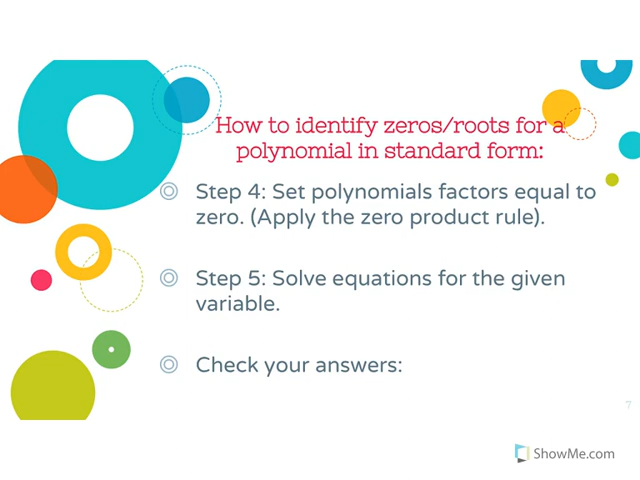 How to identify zeros/roots for a
polynomial in standard form:
Step 4: Set polynomials factors equal to
zero. (Apply the zero product rule).
Step 5: Solve equations for the given
variable.
Check your answers:
7
ShowMe.com